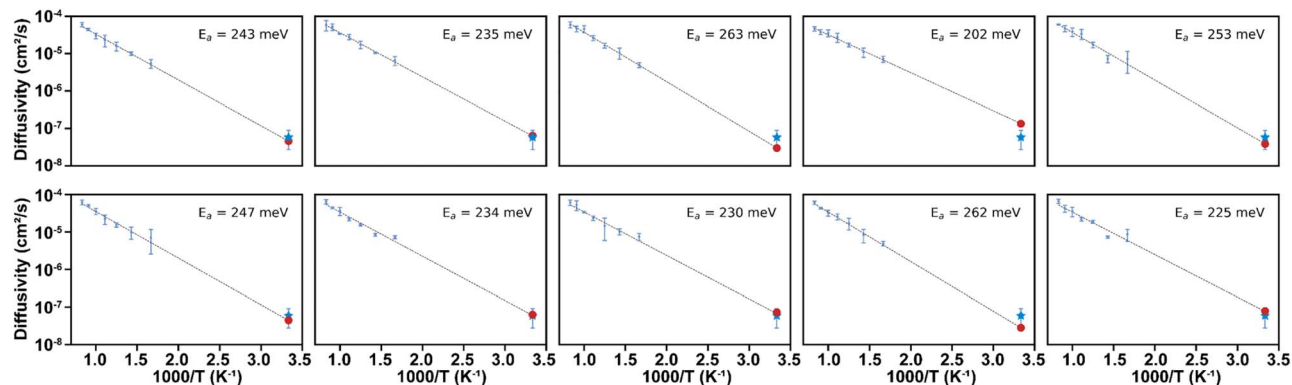 10⁻⁴
10⁻⁵
10⁻⁶
10⁻⁷
10⁻⁸
Diffusivity (cm²/s)
Eₐ = 243 meV
Eₐ = 235 meV
Eₐ = 263 meV
Eₐ = 202 meV
Eₐ = 253 meV
10⁻⁴
10⁻⁵
10⁻⁶
10⁻⁷
10⁻⁸
Diffusivity (cm²/s)
Eₐ = 247 meV
Eₐ = 234 meV
Eₐ = 230 meV
Eₐ = 262 meV
Eₐ = 225 meV
1.0 1.5 2.0 2.5 3.0 3.5
1.0 1.5 2.0 2.5 3.0 3.5
1.0 1.5 2.0 2.5 3.0 3.5
1.0 1.5 2.0 2.5 3.0 3.5
1.0 1.5 2.0 2.5 3.0 3.5
1000/T (K⁻¹)
1000/T (K⁻¹)
1000/T (K⁻¹)
1000/T (K⁻¹)
1000/T (K⁻¹)